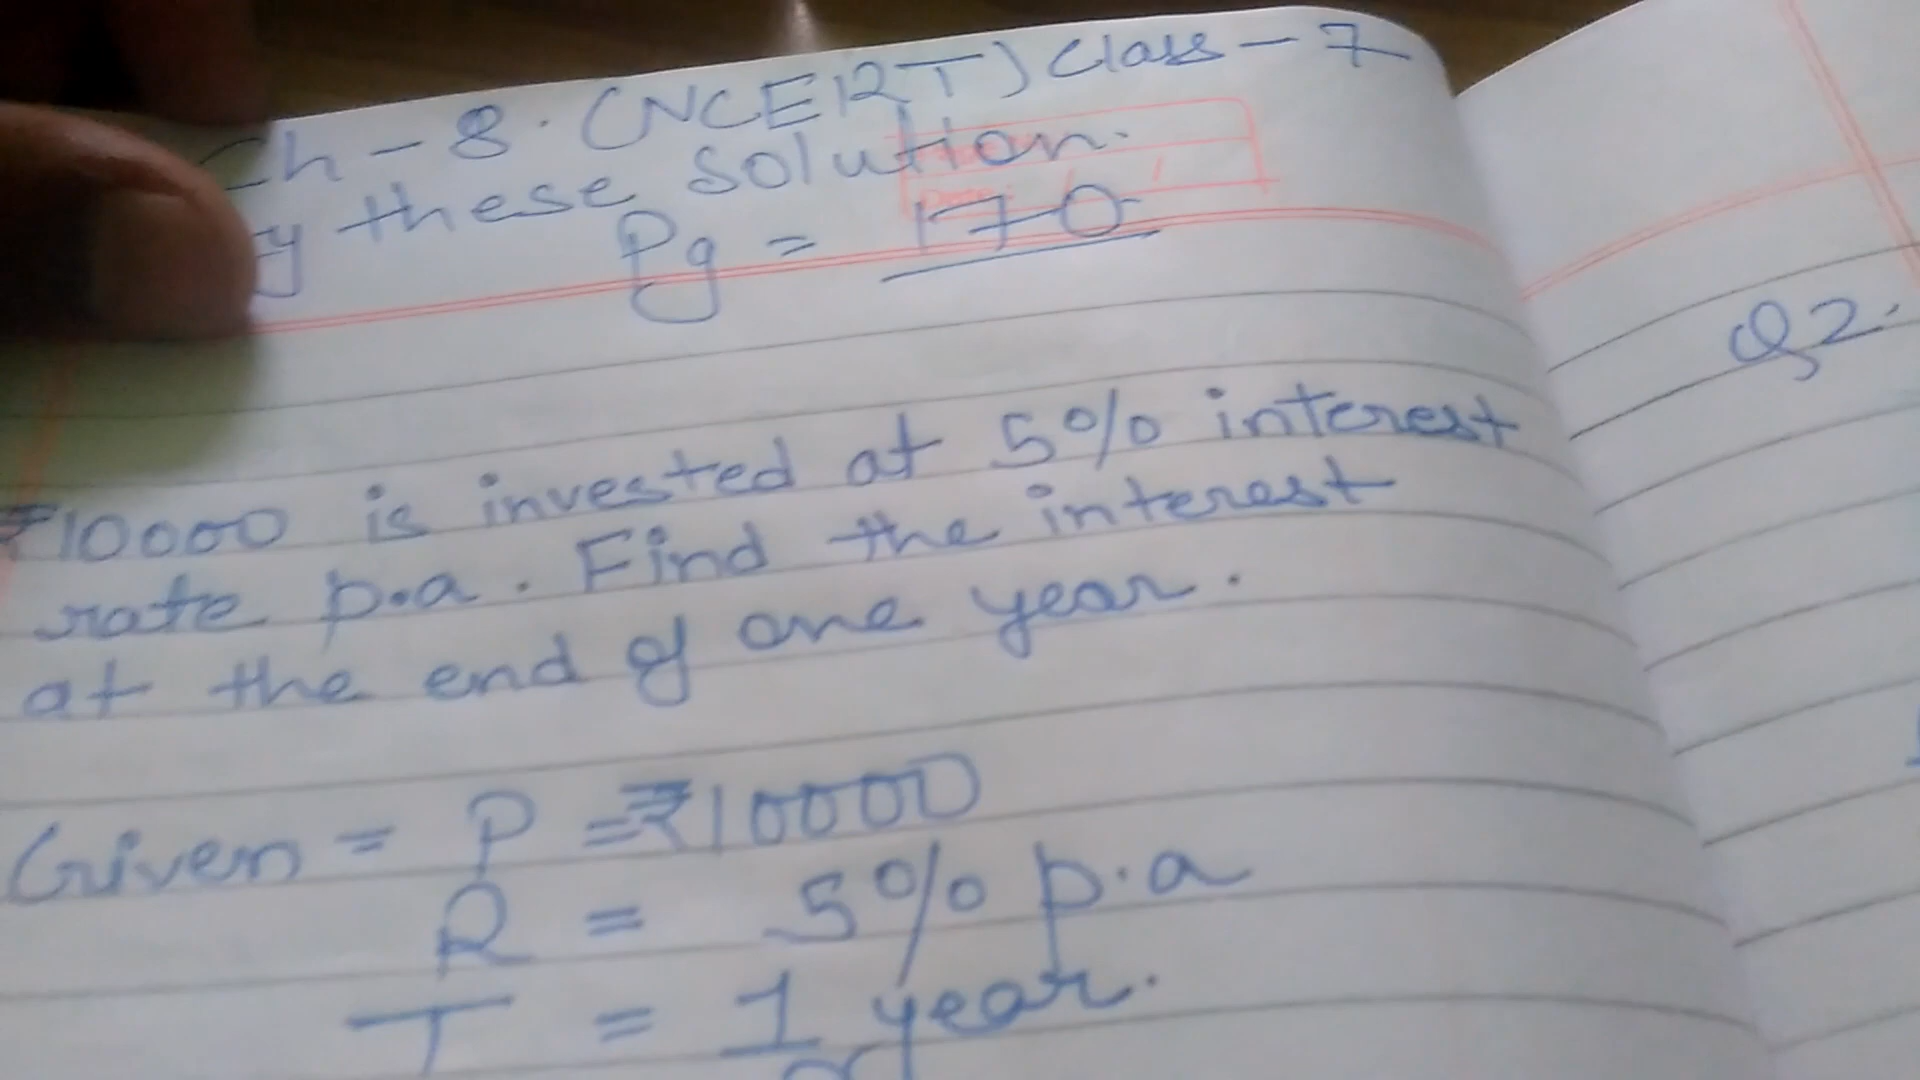 Ch - 8. (NCERT) Class - 7
y these solution.
Pg = 170
₹10000 is invested at 5% interest
rate p.a. Find the interest
at the end of one year.
Given = P = ₹10000
R = 5% p.a
T = 1 year.
Q2.